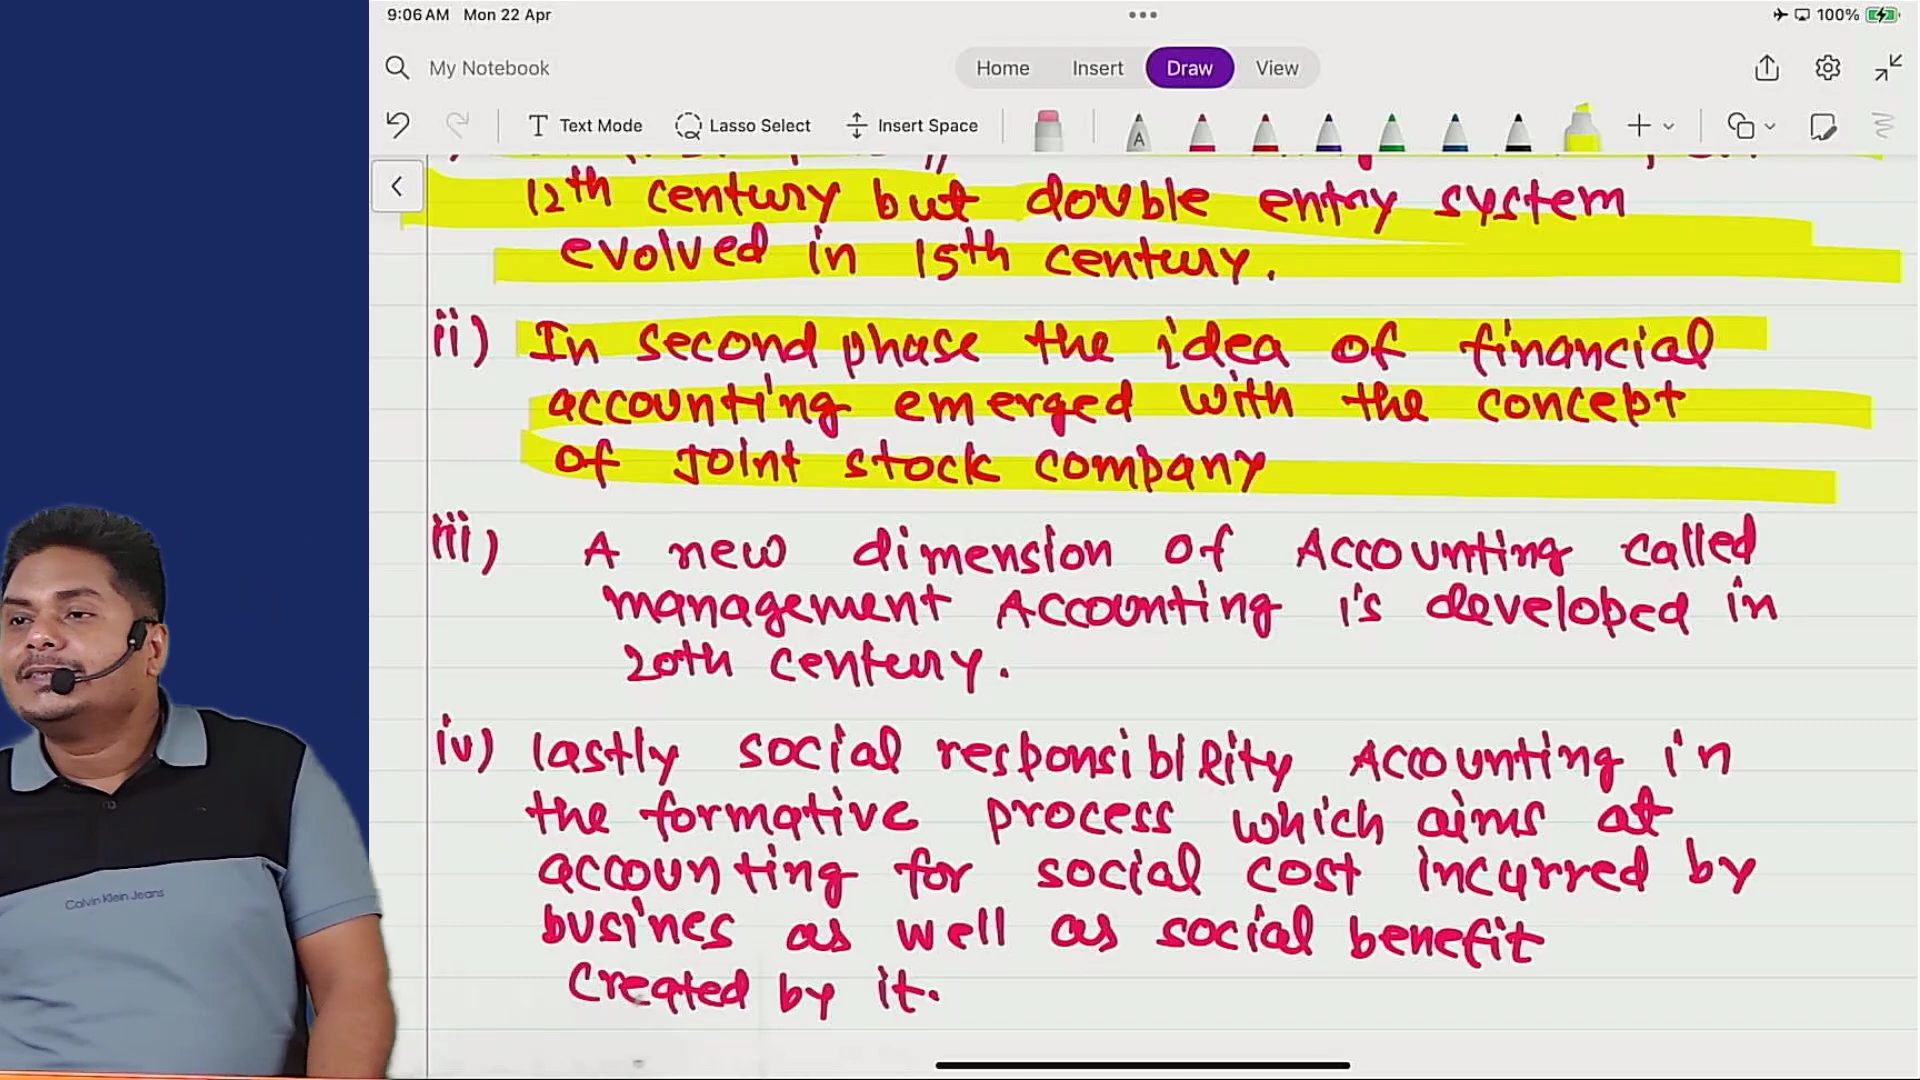 9:06 AM Mon 22 Apr
100%
My Notebook
Home Insert Draw View
Text Mode Lasso Select Insert Space
A
12th century but double entry system
evolved in 15th century.
ii) In second phase the idea of financial
accounting emerged with the concept
of Joint stock company
iii) A new dimension of Accounting called
management Accounting is developed in
20th century.
iv) lastly social responsibility Accounting in
the formative process which aims at
accounting for social cost incurred by
busines as well as social benefit
created by it.
Calvin Klein Jeans